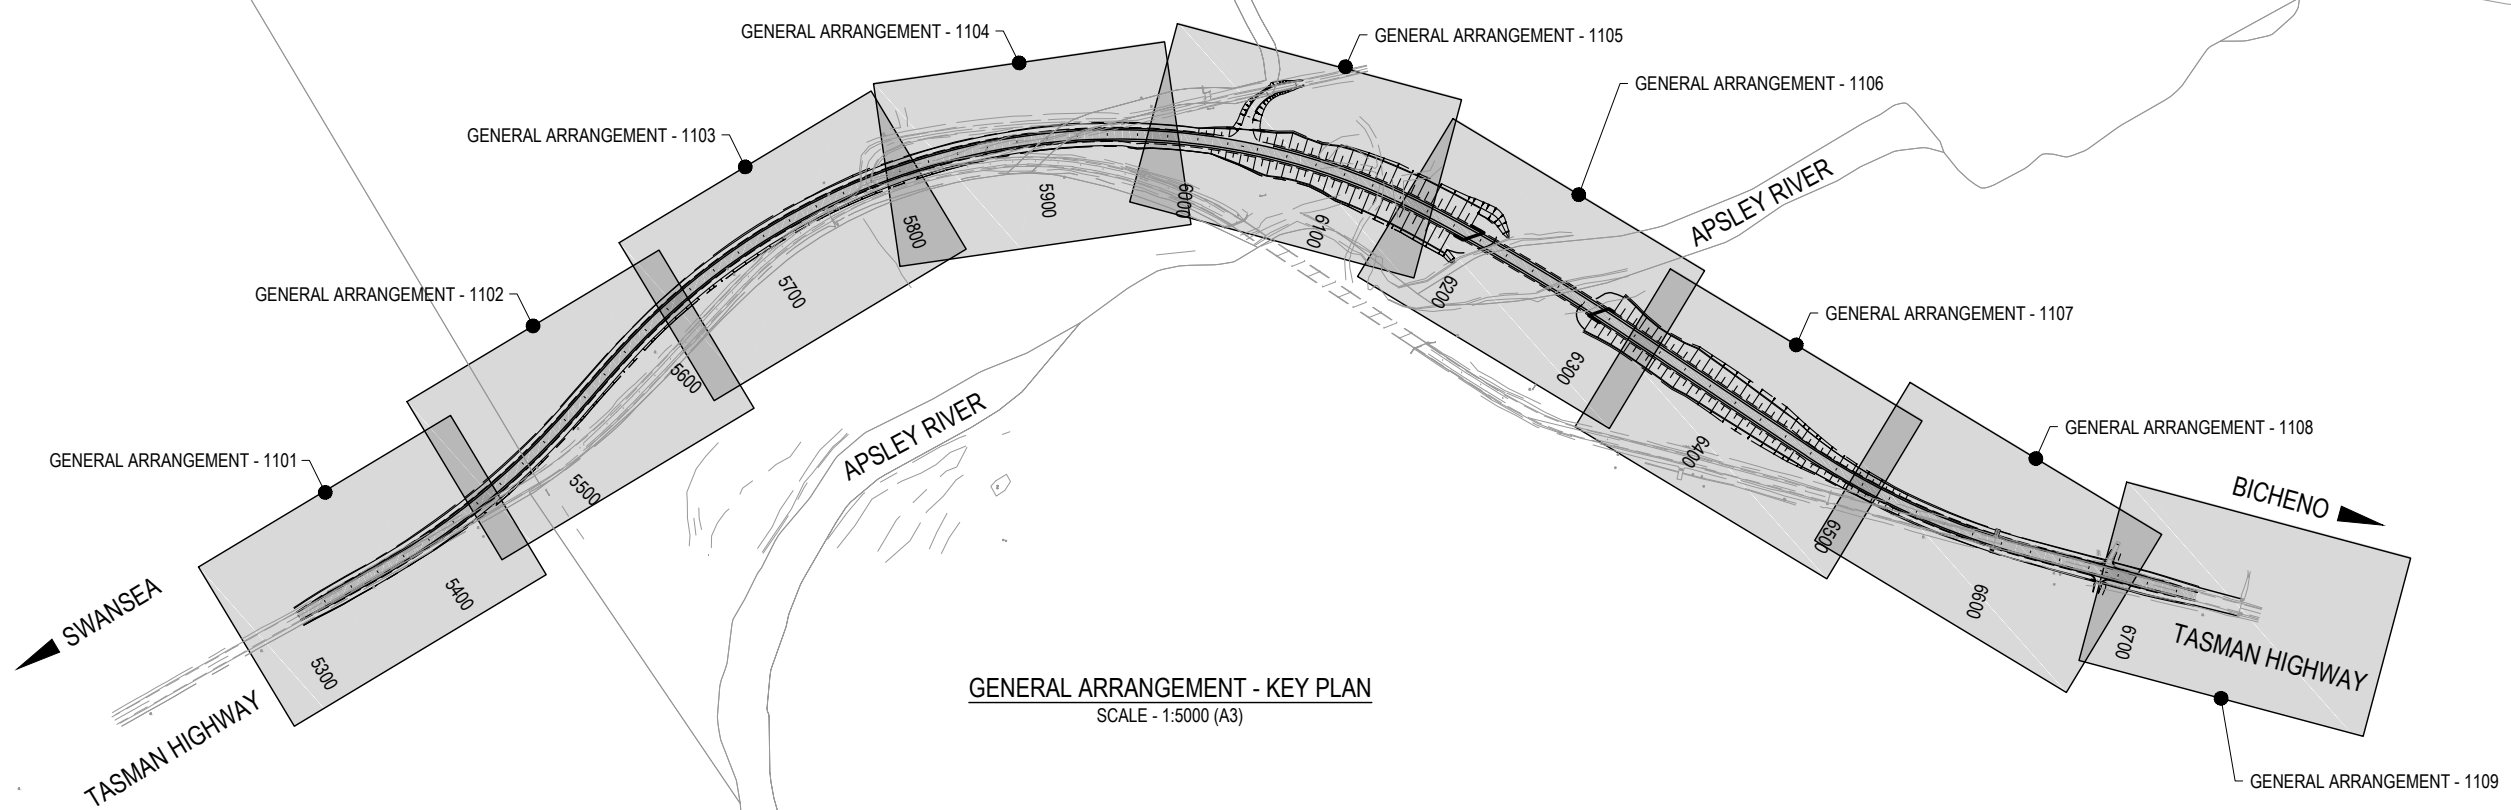 GENERAL ARRANGEMENT - 1104
GENERAL ARRANGEMENT - 1105
GENERAL ARRANGEMENT - 1106
GENERAL ARRANGEMENT - 1103
GENERAL ARRANGEMENT - 1102
GENERAL ARRANGEMENT - 1107
GENERAL ARRANGEMENT - 1101
GENERAL ARRANGEMENT - 1108
GENERAL ARRANGEMENT - 1109
APSLEY RIVER
APSLEY RIVER
BICHENO
SWANSEA
TASMAN HIGHWAY
TASMAN HIGHWAY
5300
5400
5500
5600
5700
5800
5900
6000
6100
6200
6300
6400
6500
6600
6700
GENERAL ARRANGEMENT - KEY PLAN
SCALE - 1:5000 (A3)